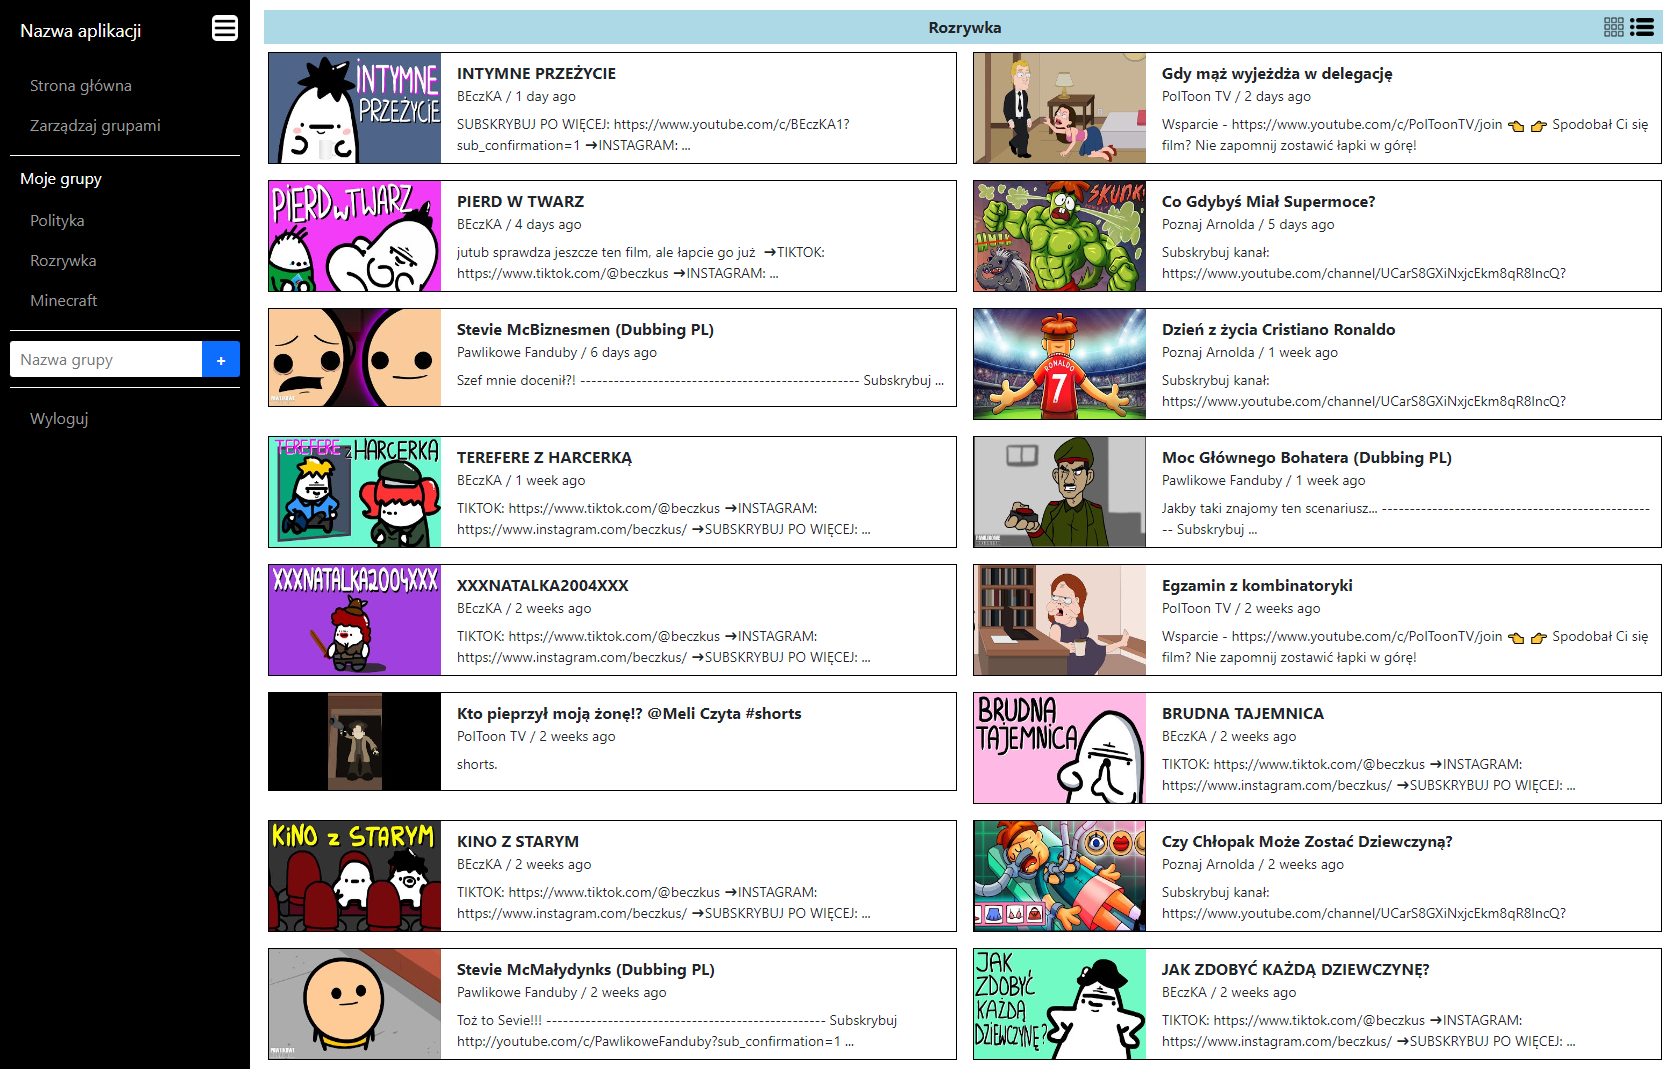 Nazwa aplikacji
Strona główna
Zarządzaj grupami
Moje grupy
Polityka
Rozrywka
Minecraft
Nazwa grupy
+
Wyloguj
Rozrywka
INTYMNE
PRZEŻYCIE
INTYMNE PRZEŻYCIE
BEczKA / 1 day ago
SUBSKRYBUJ PO WIĘCEJ: https://www.youtube.com/c/BEczKA1?
sub_confirmation=1 ➜INSTAGRAM: ...
Gdy mąż wyjeżdża w delegację
PolToon TV / 2 days ago
Wsparcie - https://www.youtube.com/c/PolToonTV/join 👈 👉 Spodobał Ci się
film? Nie zapomnij zostawić łapki w górę!
PIERD W TWARZ
PIERD W TWARZ
BEczKA / 4 days ago
jutub sprawdza jeszcze ten film, ale łapcie go już ➜TIKTOK:
https://www.tiktok.com/@beczkus ➜INSTAGRAM: ...
SKUNK
Co Gdybyś Miał Supermoce?
Poznaj Arnolda / 5 days ago
Subskrybuj kanał:
https://www.youtube.com/channel/UCarS8GXiNxjcEkm8qR8IncQ?
Stevie McBiznesmen (Dubbing PL)
Pawlikowe Fanduby / 6 days ago
Szef mnie docenił?! -------------------------------------------------- Subskrybuj ...
RONALDO
7
Dzień z życia Cristiano Ronaldo
Poznaj Arnolda / 1 week ago
Subskrybuj kanał:
https://www.youtube.com/channel/UCarS8GXiNxjcEkm8qR8IncQ?
TEREFERE Z HARCERKĄ
TEREFERE Z HARCERKĄ
BEczKA / 1 week ago
TIKTOK: https://www.tiktok.com/@beczkus ➜INSTAGRAM:
https://www.instagram.com/beczkus/ ➜SUBSKRYBUJ PO WIĘCEJ: ...
Moc Głównego Bohatera (Dubbing PL)
Pawlikowe Fanduby / 1 week ago
Jakby taki znajomy ten scenariusz... ------------------------------------------------
-- Subskrybuj ...
XXXNATALKA2004XXX
XXXNATALKA2004XXX
BEczKA / 2 weeks ago
TIKTOK: https://www.tiktok.com/@beczkus ➜INSTAGRAM:
https://www.instagram.com/beczkus/ ➜SUBSKRYBUJ PO WIĘCEJ: ...
Egzamin z kombinatoryki
PolToon TV / 2 weeks ago
Wsparcie - https://www.youtube.com/c/PolToonTV/join 👈 👉 Spodobał Ci się
film? Nie zapomnij zostawić łapki w górę!
Kto pieprzył moją żonę!? @Meli Czyta #shorts
PolToon TV / 2 weeks ago
shorts.
BRUDNA
TAJEMNICA
BRUDNA TAJEMNICA
BEczKA / 2 weeks ago
TIKTOK: https://www.tiktok.com/@beczkus ➜INSTAGRAM:
https://www.instagram.com/beczkus/ ➜SUBSKRYBUJ PO WIĘCEJ: ...
KINO Z STARYM
KINO Z STARYM
BEczKA / 2 weeks ago
TIKTOK: https://www.tiktok.com/@beczkus ➜INSTAGRAM:
https://www.instagram.com/beczkus/ ➜SUBSKRYBUJ PO WIĘCEJ: ...
Czy Chłopak Może Zostać Dziewczyną?
Poznaj Arnolda / 2 weeks ago
Subskrybuj kanał:
https://www.youtube.com/channel/UCarS8GXiNxjcEkm8qR8IncQ?
Stevie McMałydynks (Dubbing PL)
Pawlikowe Fanduby / 2 weeks ago
Toż to Sevie!!! -------------------------------------------------- Subskrybuj
http://youtube.com/c/PawlikoweFanduby?sub_confirmation=1 ...
JAK
ZDOBYĆ
KAŻDĄ
DZIEWCZYNĘ?
JAK ZDOBYĆ KAŻDĄ DZIEWCZYNĘ?
BEczKA / 2 weeks ago
TIKTOK: https://www.tiktok.com/@beczkus ➜INSTAGRAM:
https://www.instagram.com/beczkus/ ➜SUBSKRYBUJ PO WIĘCEJ: ...